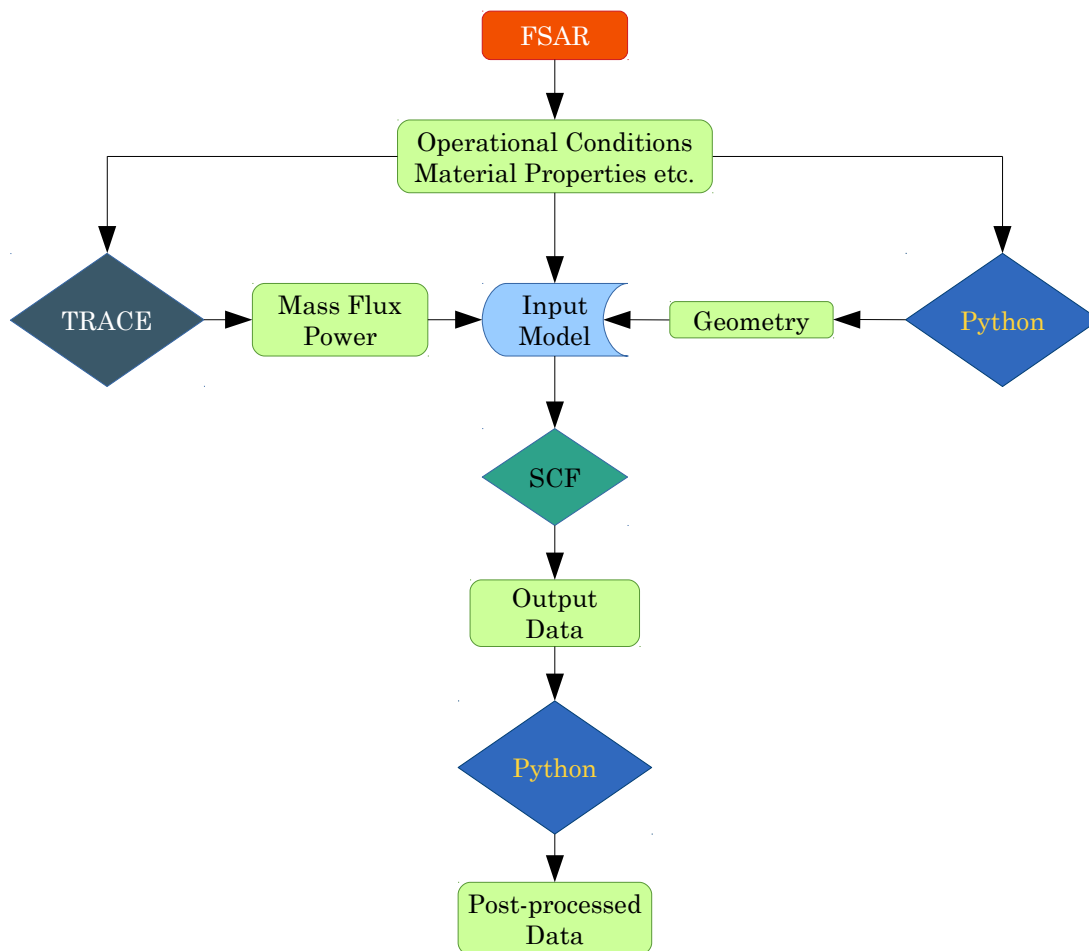 FSAR
Operational Conditions
Material Properties etc.
TRACE
Mass Flux
Power
Input
Model
Geometry
Python
SCF
Output
Data
Python
Post-processed
Data